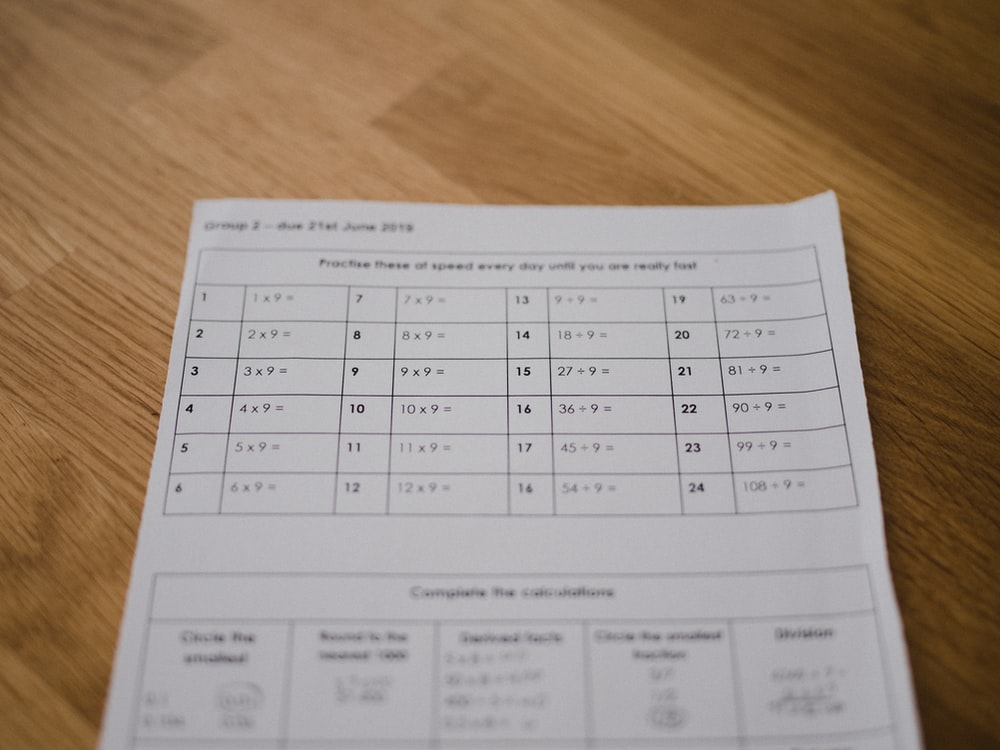 Group 2 – due 21st June 2019
Practise these at speed every day until you are really fast
1 1 x 9 = 7 7 x 9 = 13 9 ÷ 9 = 19 63 ÷ 9 =
2 2 x 9 = 8 8 x 9 = 14 18 ÷ 9 = 20 72 ÷ 9 =
3 3 x 9 = 9 9 x 9 = 15 27 ÷ 9 = 21 81 ÷ 9 =
4 4 x 9 = 10 10 x 9 = 16 36 ÷ 9 = 22 90 ÷ 9 =
5 5 x 9 = 11 11 x 9 = 17 45 ÷ 9 = 23 99 ÷ 9 =
6 6 x 9 = 12 12 x 9 = 16 54 ÷ 9 = 24 108 ÷ 9 =
Complete the calculations
Circle the Round to the Derived facts Circle the smallest Division
smallest nearest 1000 fraction